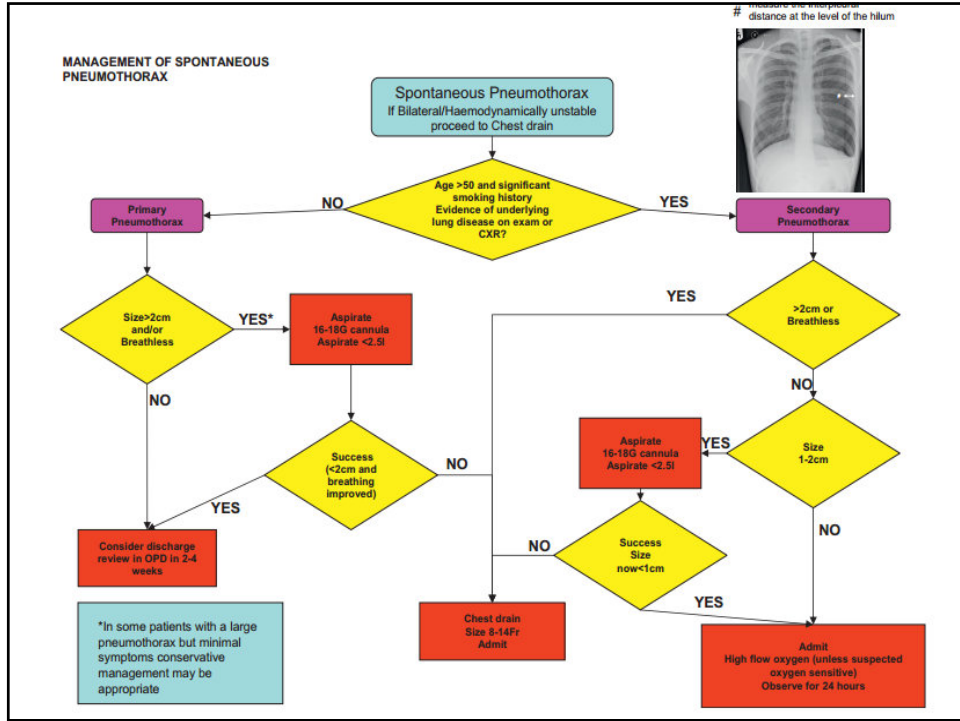 # measure the interpleural
distance at the level of the hilum
MANAGEMENT OF SPONTANEOUS
PNEUMOTHORAX
Spontaneous Pneumothorax
If Bilateral/Haemodynamically unstable
proceed to Chest drain
Age >50 and significant
smoking history
Evidence of underlying
lung disease on exam or
CXR?
NO
YES
Primary
Pneumothorax
Secondary
Pneumothorax
Size>2cm
and/or
Breathless
YES*
Aspirate
16-18G cannula
Aspirate <2.5l
YES
>2cm or
Breathless
NO
NO
Success
(<2cm and
breathing
improved)
NO
YES
Aspirate
16-18G cannula
Aspirate <2.5l
YES
Size
1-2cm
NO
Consider discharge
review in OPD in 2-4
weeks
NO
Success
Size
now<1cm
YES
*In some patients with a large
pneumothorax but minimal
symptoms conservative
management may be
appropriate
Chest drain
Size 8-14Fr
Admit
Admit
High flow oxygen (unless suspected
oxygen sensitive)
Observe for 24 hours